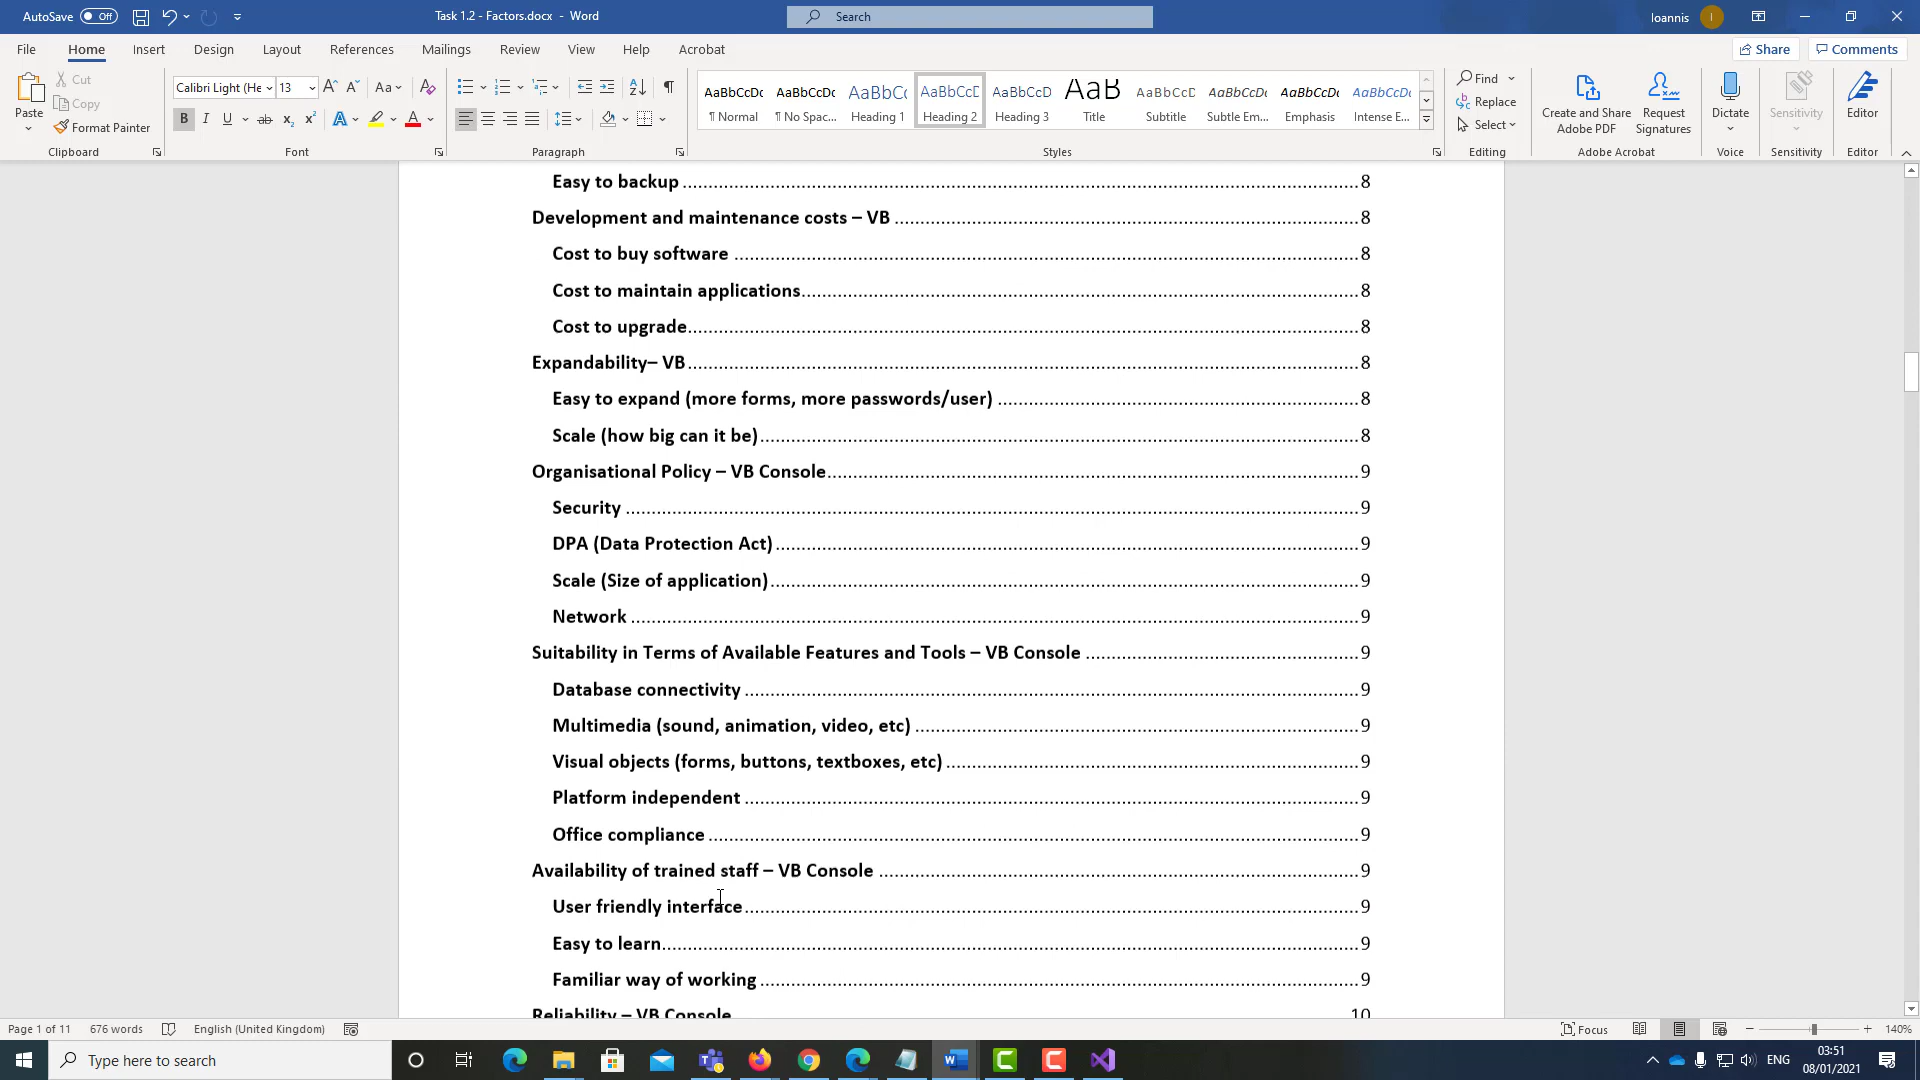 AutoSave Off Task 1.2 - Factors.docx - Word Search Ioannis I
File Home Insert Design Layout References Mailings Review View Help Acrobat Share Comments
Paste Cut Copy Format Painter
Calibri Light (He 13 A A Aa
B I U ab x₂ x² A A
AaBbCcDc AaBbCcDc AaBbC( AaBbCcD AaBbCcD AaB AaBbCcD AaBbCcDc AaBbCcDc AaBbCcDc
¶ Normal ¶ No Spac... Heading 1 Heading 2 Heading 3 Title Subtitle Subtle Em... Emphasis Intense E...
Find
Replace
Select
Create and Share Adobe PDF
Request Signatures
Dictate Sensitivity Editor
Clipboard Font Paragraph Styles Editing Adobe Acrobat Voice Sensitivity Editor
Easy to backup 8
Development and maintenance costs – VB 8
Cost to buy software 8
Cost to maintain applications 8
Cost to upgrade 8
Expandability– VB 8
Easy to expand (more forms, more passwords/user) 8
Scale (how big can it be) 8
Organisational Policy – VB Console 9
Security 9
DPA (Data Protection Act) 9
Scale (Size of application) 9
Network 9
Suitability in Terms of Available Features and Tools – VB Console 9
Database connectivity 9
Multimedia (sound, animation, video, etc) 9
Visual objects (forms, buttons, textboxes, etc) 9
Platform independent 9
Office compliance 9
Availability of trained staff – VB Console 9
User friendly interface 9
Easy to learn 9
Familiar way of working 9
Reliability – VB Console 10
Page 1 of 11 676 words English (United Kingdom) Focus 140%
Type here to search ENG 03:51
08/01/2021